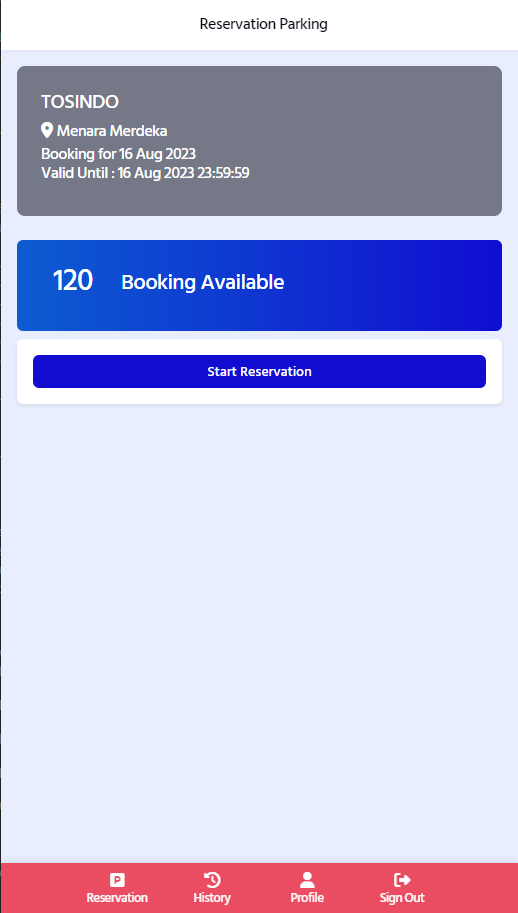 Reservation Parking
TOSINDO
Menara Merdeka
Booking for 16 Aug 2023
Valid Until : 16 Aug 2023 23:59:59
120 Booking Available
Start Reservation
P
Reservation History Profile Sign Out